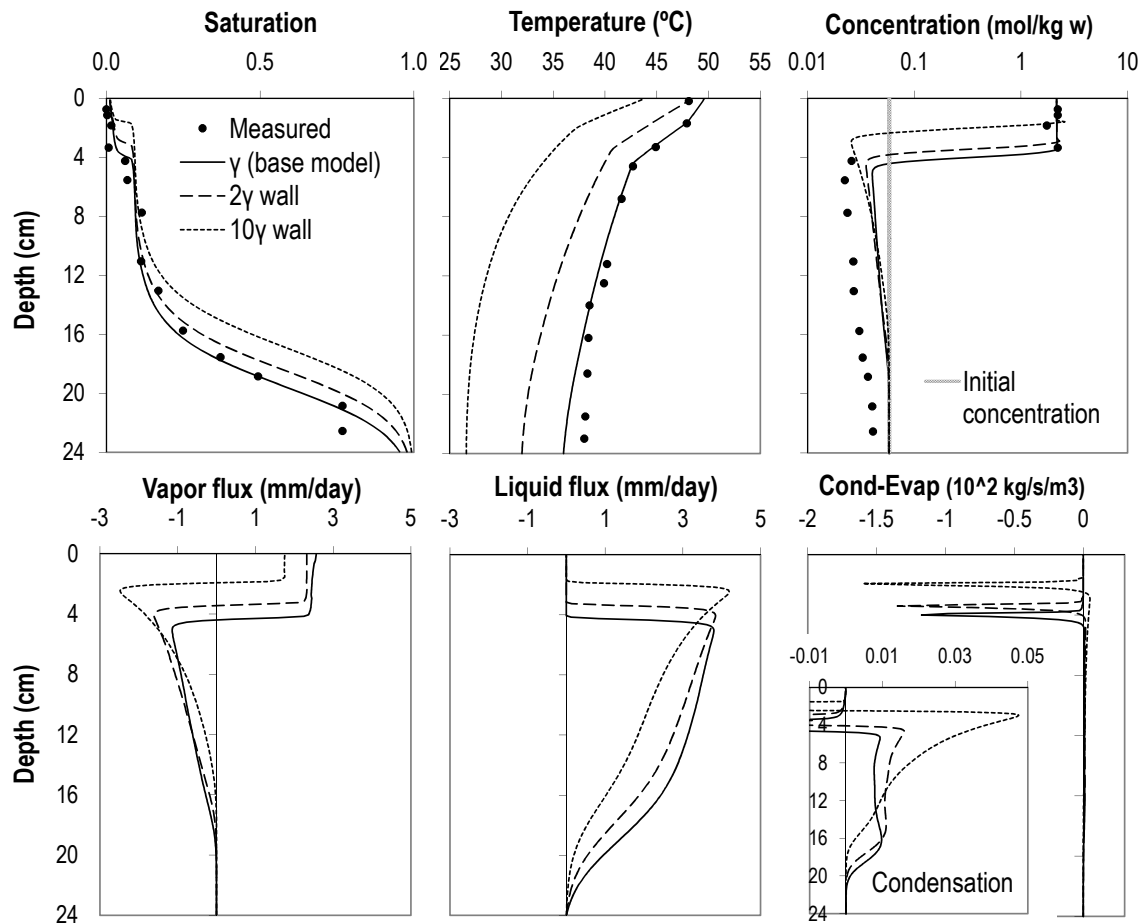 Saturation Temperature (ºC) Concentration (mol/kg w)
0.0 0.5 1.0 25 30 35 40 45 50 55 0.01 0.1 1 10
0
4
8
12
16
20
24
Depth (cm)
Measured
γ (base model)
2γ wall
10γ wall
Initial
concentration
Vapor flux (mm/day) Liquid flux (mm/day) Cond-Evap (10^2 kg/s/m3)
-3 -1 1 3 5 -3 -1 1 3 5 -2 -1.5 -1 -0.5 0
0
4
8
12
16
20
24
Depth (cm)
-0.01 0.01 0.03 0.05
0
4
8
12
16
20
24
Condensation